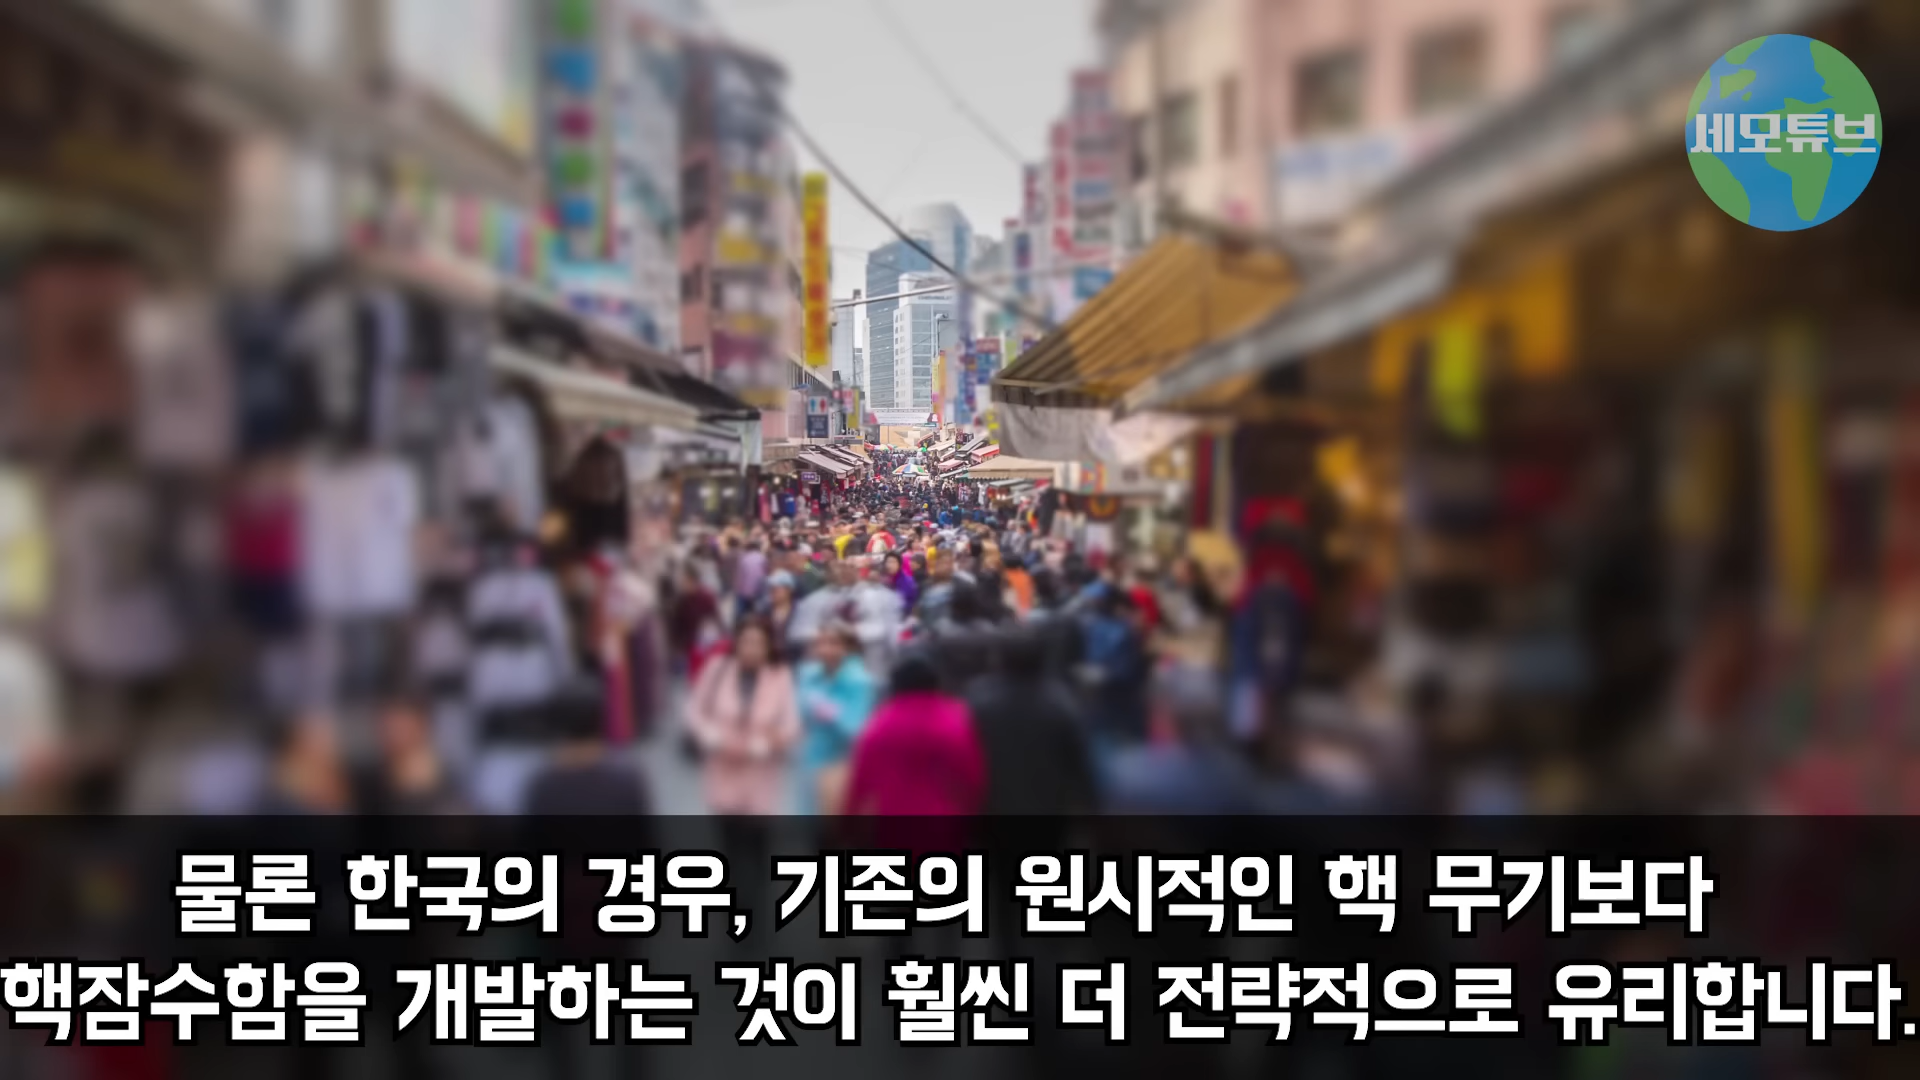 세모튜브
물론 한국의 경우, 기존의 원시적인 핵 무기보다
핵잠수함을 개발하는 것이 훨씬 더 전략적으로 유리합니다.